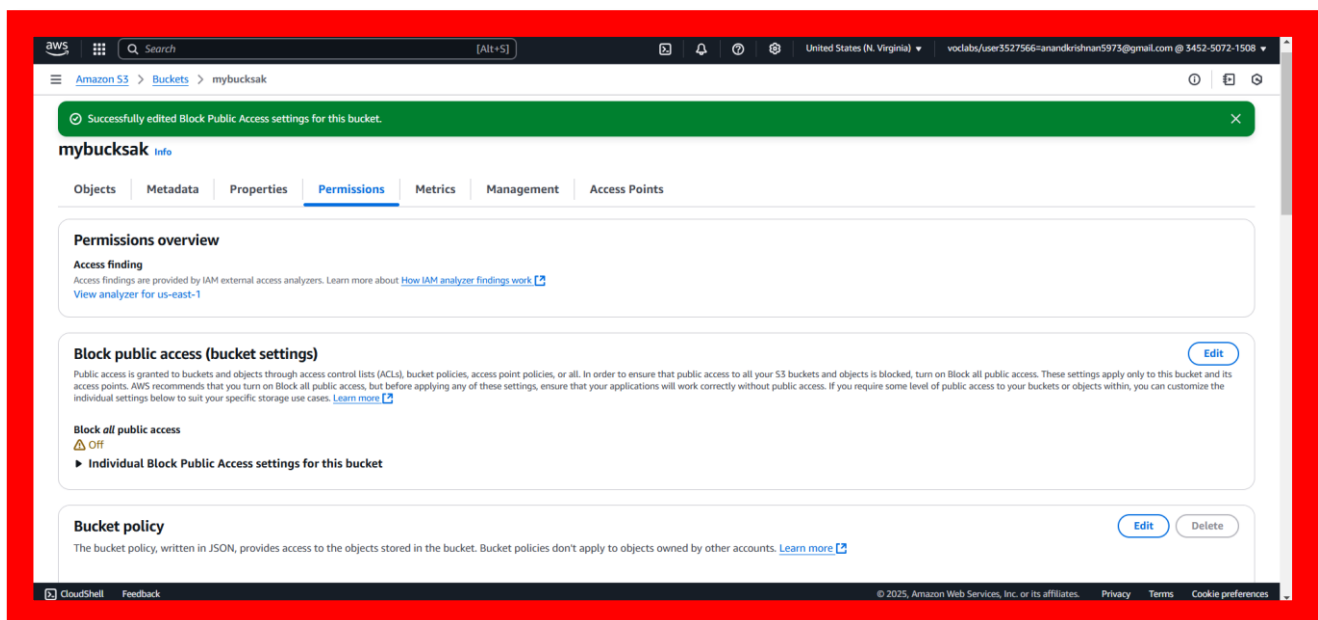 aws
Search
[Alt+S]
United States (N. Virginia)
voclabs/user3527566=anandkrishnan5973@gmail.com @ 3452-5072-1508
Amazon S3 > Buckets > mybucksak
Successfully edited Block Public Access settings for this bucket.
mybucksak Info
Objects
Metadata
Properties
Permissions
Metrics
Management
Access Points
Permissions overview
Access finding
Access findings are provided by IAM external access analyzers. Learn more about How IAM analyzer findings work
View analyzer for us-east-1
Block public access (bucket settings)
Edit
Public access is granted to buckets and objects through access control lists (ACLs), bucket policies, access point policies, or all. In order to ensure that public access to all your S3 buckets and objects is blocked, turn on Block all public access. These settings apply only to this bucket and its
access points. AWS recommends that you turn on Block all public access, but before applying any of these settings, ensure that your applications will work correctly without public access. If you require some level of public access to your buckets or objects within, you can customize the
individual settings below to suit your specific storage use cases. Learn more
Block all public access
Off
Individual Block Public Access settings for this bucket
Bucket policy
Edit
Delete
The bucket policy, written in JSON, provides access to the objects stored in the bucket. Bucket policies don't apply to objects owned by other accounts. Learn more
CloudShell
Feedback
© 2025, Amazon Web Services, Inc. or its affiliates.
Privacy
Terms
Cookie preferences